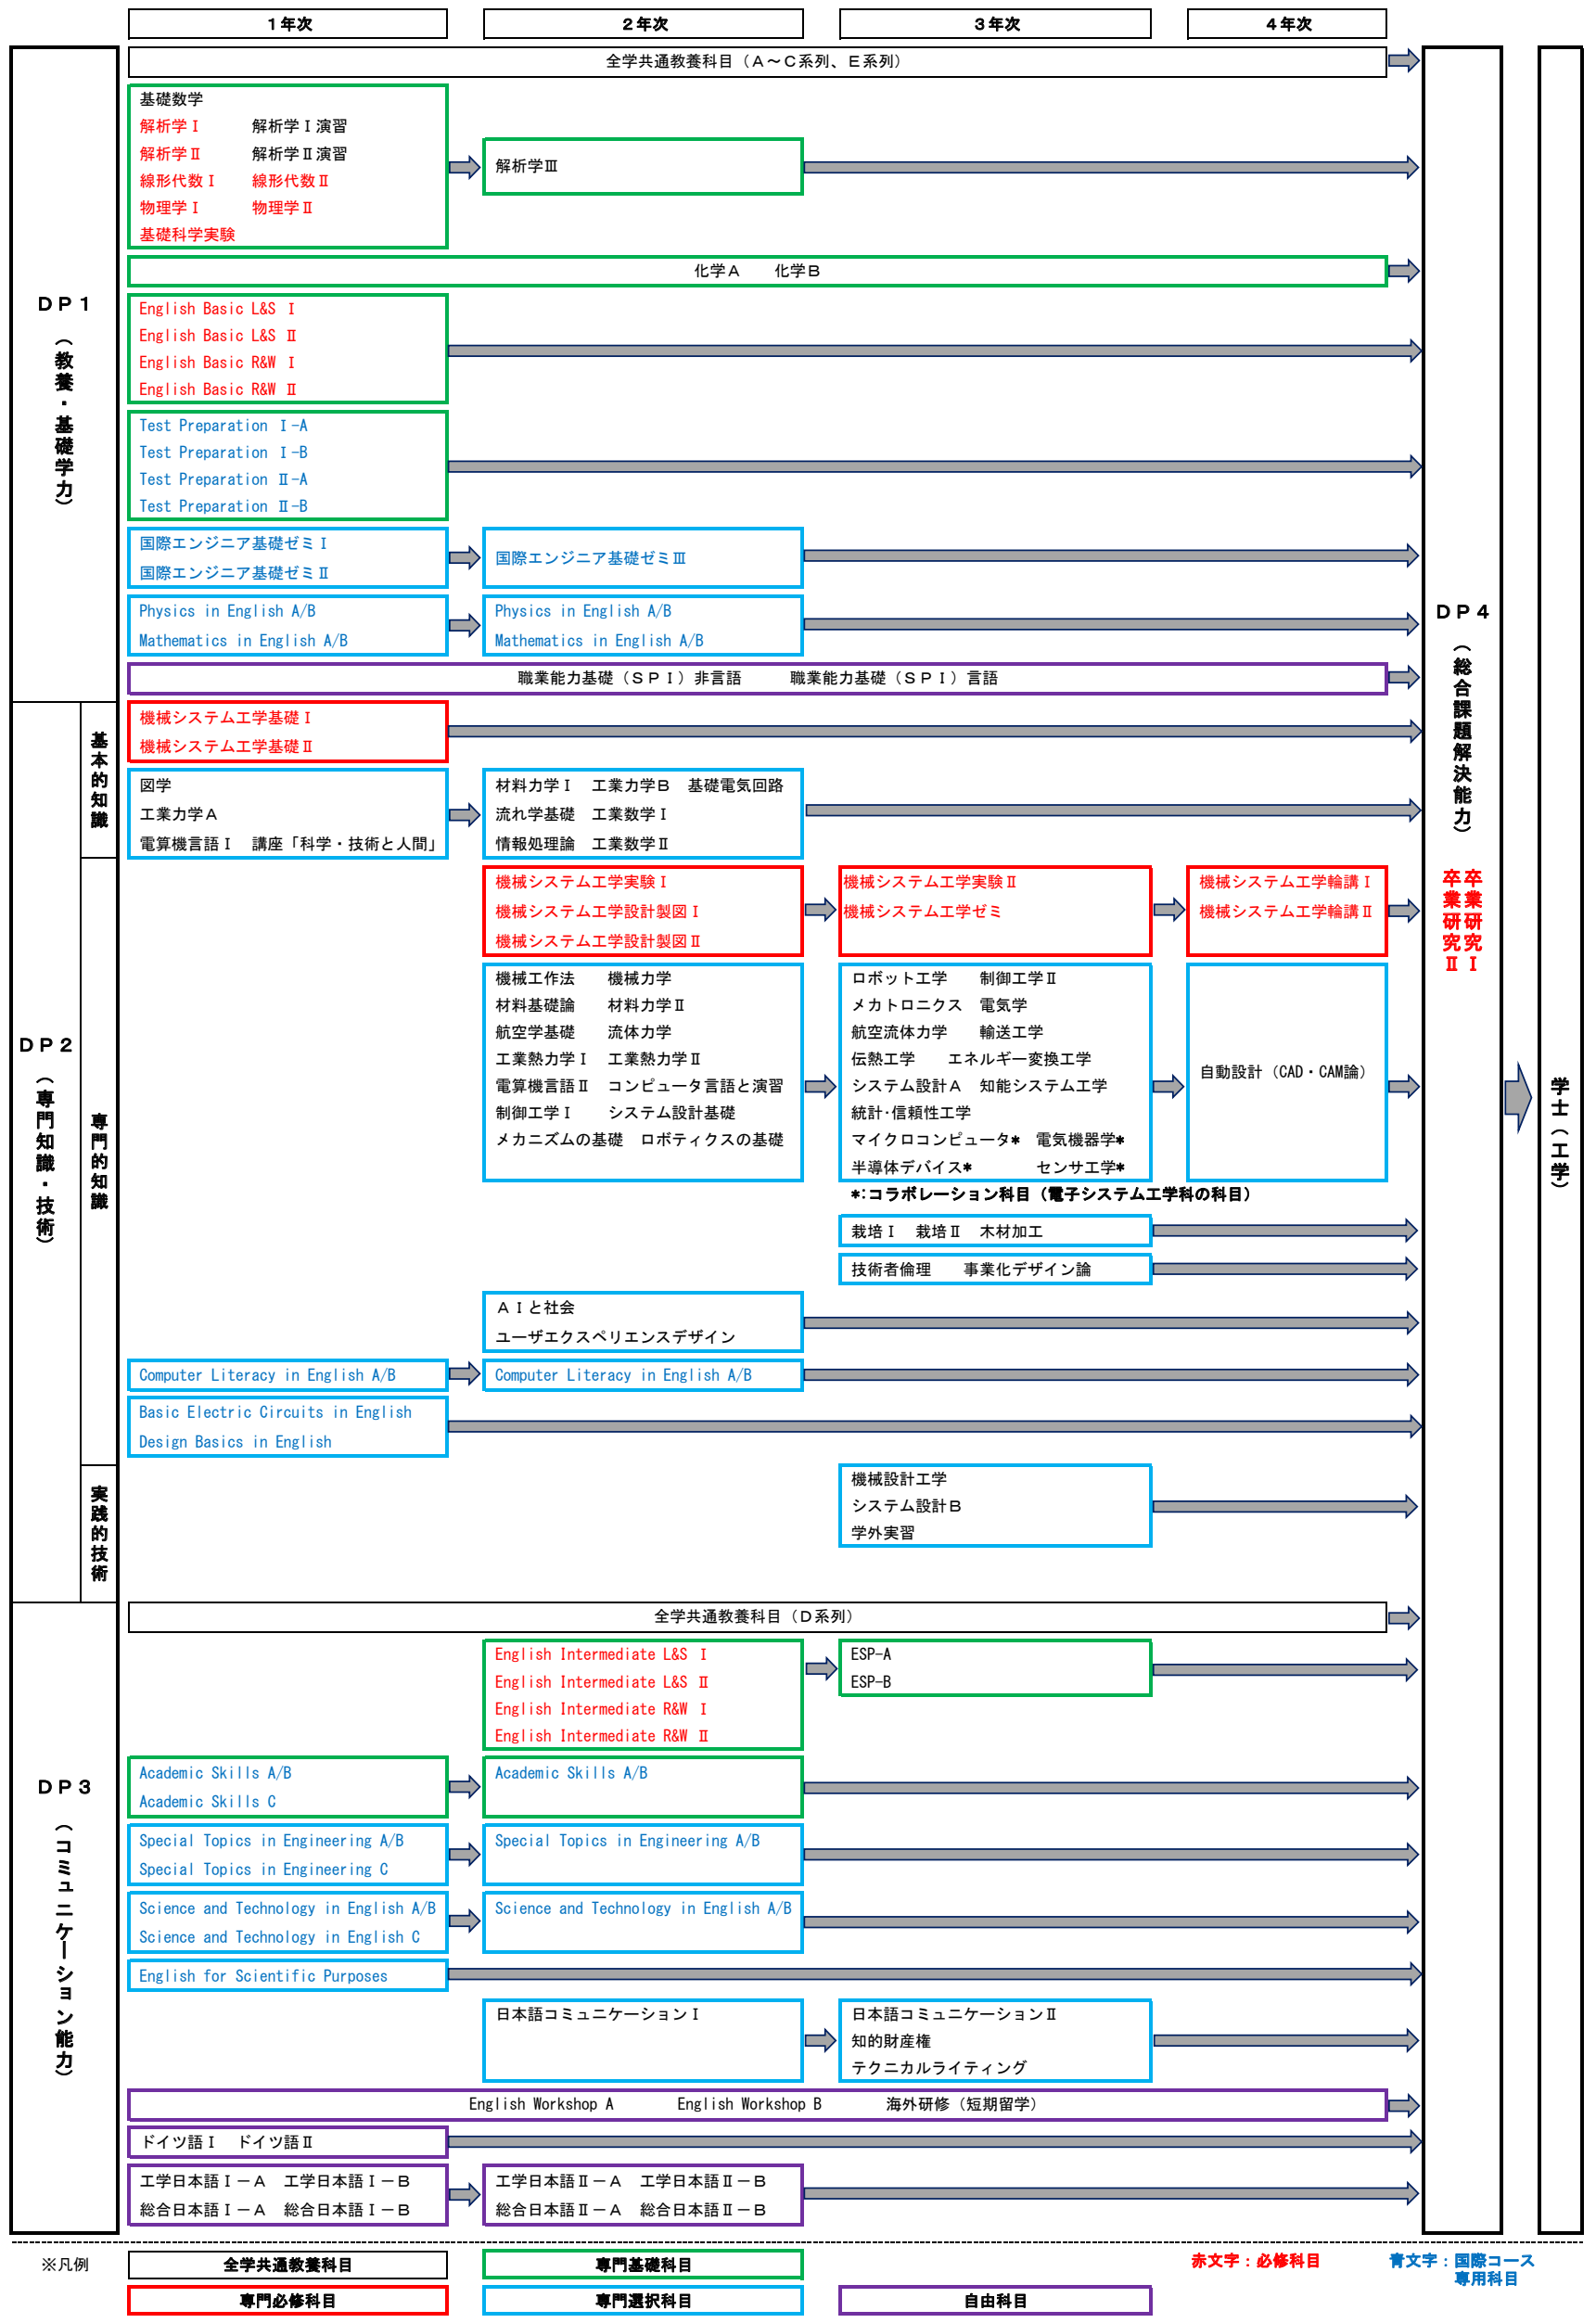 １年次
２年次
３年次
４年次
ＤＰ１
（教養・基礎学力）
全学共通教養科目（Ａ～Ｃ系列、Ｅ系列）
基礎数学
解析学Ⅰ　解析学Ⅰ演習
解析学Ⅱ　解析学Ⅱ演習
線形代数Ⅰ　線形代数Ⅱ
物理学Ⅰ　物理学Ⅱ
基礎科学実験
解析学Ⅲ
化学Ａ　化学Ｂ
English Basic L&S Ⅰ
English Basic L&S Ⅱ
English Basic R&W Ⅰ
English Basic R&W Ⅱ
Test Preparation Ⅰ-A
Test Preparation Ⅰ-B
Test Preparation Ⅱ-A
Test Preparation Ⅱ-B
国際エンジニア基礎ゼミⅠ
国際エンジニア基礎ゼミⅡ
国際エンジニア基礎ゼミⅢ
Physics in English A/B
Mathematics in English A/B
Physics in English A/B
Mathematics in English A/B
職業能力基礎（ＳＰＩ）非言語　職業能力基礎（ＳＰＩ）言語
ＤＰ２
（専門知識・技術）
基本的知識
機械システム工学基礎Ⅰ
機械システム工学基礎Ⅱ
図学
工業力学Ａ
電算機言語Ⅰ　講座「科学・技術と人間」
材料力学Ⅰ　工業力学Ｂ　基礎電気回路
流れ学基礎　工業数学Ⅰ
情報処理論　工業数学Ⅱ
専門的知識
機械システム工学実験Ⅰ
機械システム工学設計製図Ⅰ
機械システム工学設計製図Ⅱ
機械システム工学実験Ⅱ
機械システム工学ゼミ
機械システム工学輪講Ⅰ
機械システム工学輪講Ⅱ
機械工作法　機械力学
材料基礎論　材料力学Ⅱ
航空学基礎　流体力学
工業熱力学Ⅰ　工業熱力学Ⅱ
電算機言語Ⅱ　コンピュータ言語と演習
制御工学Ⅰ　システム設計基礎
メカニズムの基礎　ロボティクスの基礎
ロボット工学　制御工学Ⅱ
メカトロニクス　電気学
航空流体力学　輸送工学
伝熱工学　エネルギー変換工学
システム設計Ａ　知能システム工学
統計･信頼性工学
マイクロコンピュータ*　電気機器学*
半導体デバイス*　センサ工学*
自動設計（CAD・CAM論）
*:コラボレーション科目（電子システム工学科の科目）
栽培Ⅰ　栽培Ⅱ　木材加工
技術者倫理　事業化デザイン論
ＡＩと社会
ユーザエクスペリエンスデザイン
Computer Literacy in English A/B
Computer Literacy in English A/B
Basic Electric Circuits in English
Design Basics in English
実践的技術
機械設計工学
システム設計Ｂ
学外実習
ＤＰ３
（コミュニケーション能力）
全学共通教養科目（Ｄ系列）
English Intermediate L&S Ⅰ
English Intermediate L&S Ⅱ
English Intermediate R&W Ⅰ
English Intermediate R&W Ⅱ
ESP-A
ESP-B
Academic Skills A/B
Academic Skills C
Academic Skills A/B
Special Topics in Engineering A/B
Special Topics in Engineering C
Special Topics in Engineering A/B
Science and Technology in English A/B
Science and Technology in English C
Science and Technology in English A/B
English for Scientific Purposes
日本語コミュニケーションⅠ
日本語コミュニケーションⅡ
知的財産権
テクニカルライティング
English Workshop A　English Workshop B　海外研修（短期留学）
ドイツ語Ⅰ　ドイツ語Ⅱ
工学日本語Ⅰ－Ａ　工学日本語Ⅰ－Ｂ
総合日本語Ⅰ－Ａ　総合日本語Ⅰ－Ｂ
工学日本語Ⅱ－Ａ　工学日本語Ⅱ－Ｂ
総合日本語Ⅱ－Ａ　総合日本語Ⅱ－Ｂ
ＤＰ４
（総合課題解決能力）
卒業研究Ⅰ
卒業研究Ⅱ
学士（工学）
※凡例
全学共通教養科目
専門基礎科目
赤文字：必修科目
青文字：国際コース
専用科目
専門必修科目
専門選択科目
自由科目